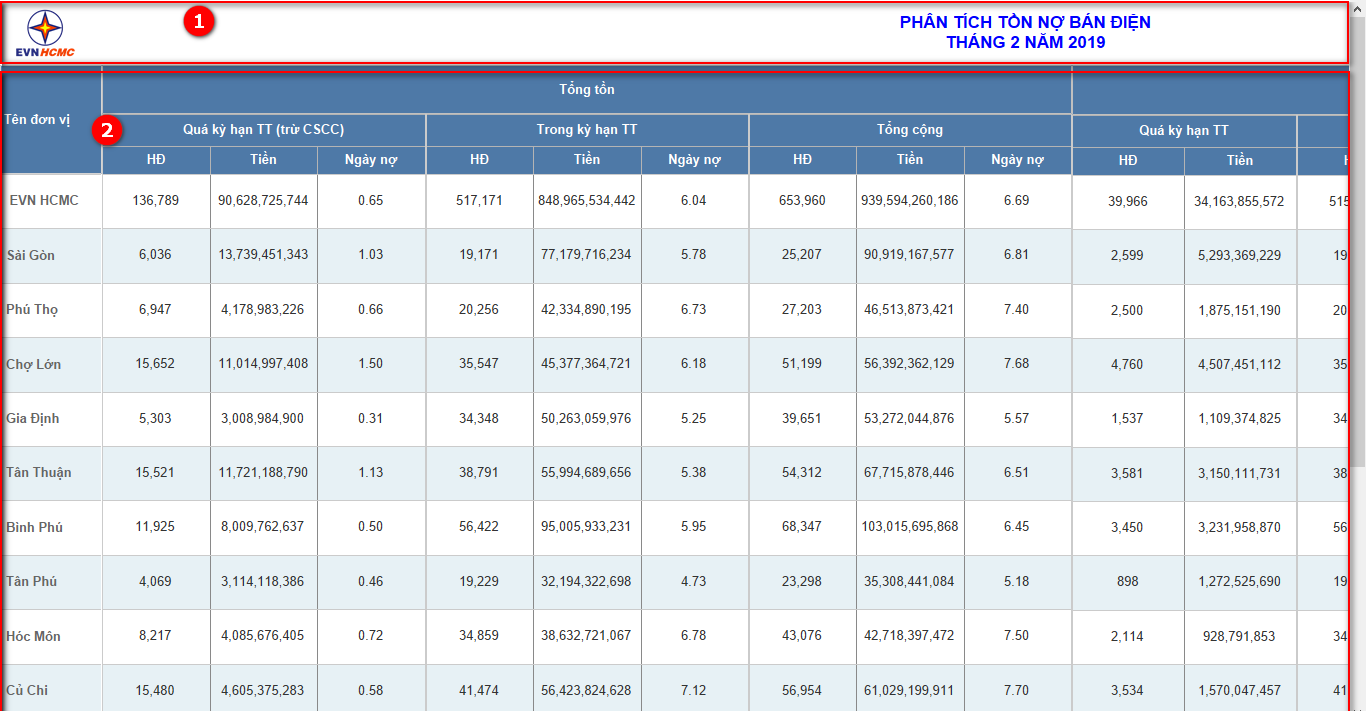 1
PHÂN TÍCH TỒN NỢ BÁN ĐIỆN
THÁNG 2 NĂM 2019
EVNHCMC
Tổng tồn
Tên đơn vị
2
Quá kỳ hạn TT (trừ CSCC) Trong kỳ hạn TT Tổng cộng Quá kỳ hạn TT
HĐ Tiền Ngày nợ HĐ Tiền Ngày nợ HĐ Tiền Ngày nợ HĐ Tiền
EVN HCMC 136,789 90,628,725,744 0.65 517,171 848,965,534,442 6.04 653,960 939,594,260,186 6.69 39,966 34,163,855,572 515
Sài Gòn 6,036 13,739,451,343 1.03 19,171 77,179,716,234 5.78 25,207 90,919,167,577 6.81 2,599 5,293,369,229 19
Phú Thọ 6,947 4,178,983,226 0.66 20,256 42,334,890,195 6.73 27,203 46,513,873,421 7.40 2,500 1,875,151,190 20
Chợ Lớn 15,652 11,014,997,408 1.50 35,547 45,377,364,721 6.18 51,199 56,392,362,129 7.68 4,760 4,507,451,112 35
Gia Định 5,303 3,008,984,900 0.31 34,348 50,263,059,976 5.25 39,651 53,272,044,876 5.57 1,537 1,109,374,825 34
Tân Thuận 15,521 11,721,188,790 1.13 38,791 55,994,689,656 5.38 54,312 67,715,878,446 6.51 3,581 3,150,111,731 38
Bình Phú 11,925 8,009,762,637 0.50 56,422 95,005,933,231 5.95 68,347 103,015,695,868 6.45 3,450 3,231,958,870 56
Tân Phú 4,069 3,114,118,386 0.46 19,229 32,194,322,698 4.73 23,298 35,308,441,084 5.18 898 1,272,525,690 19
Hóc Môn 8,217 4,085,676,405 0.72 34,859 38,632,721,067 6.78 43,076 42,718,397,472 7.50 2,114 928,791,853 34
Củ Chi 15,480 4,605,375,283 0.58 41,474 56,423,824,628 7.12 56,954 61,029,199,911 7.70 3,534 1,570,047,457 41